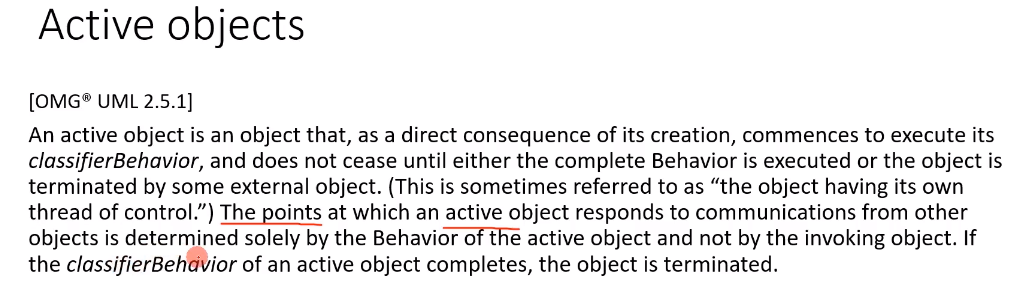 Active objects
[OMG® UML 2.5.1]
An active object is an object that, as a direct consequence of its creation, commences to execute its
classifierBehavior, and does not cease until either the complete Behavior is executed or the object is
terminated by some external object. (This is sometimes referred to as “the object having its own
thread of control.”) The points at which an active object responds to communications from other
objects is determined solely by the Behavior of the active object and not by the invoking object. If
the classifierBehavior of an active object completes, the object is terminated.